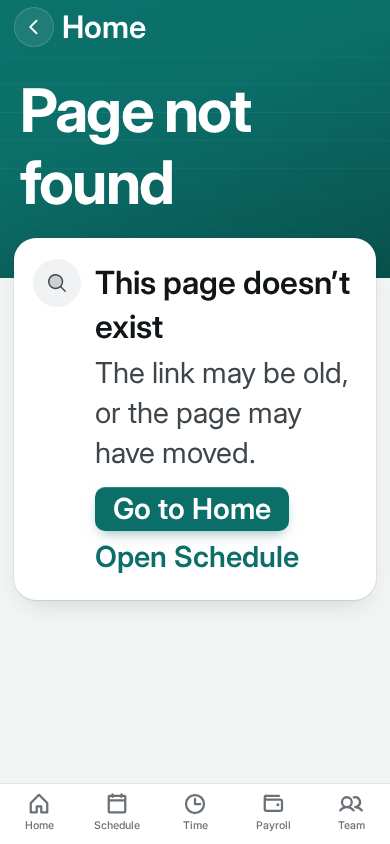 Home
Page not
found
This page doesn’t
exist
The link may be old,
or the page may
have moved.
Go to Home
Open Schedule
Home
Schedule
Time
Payroll
Team